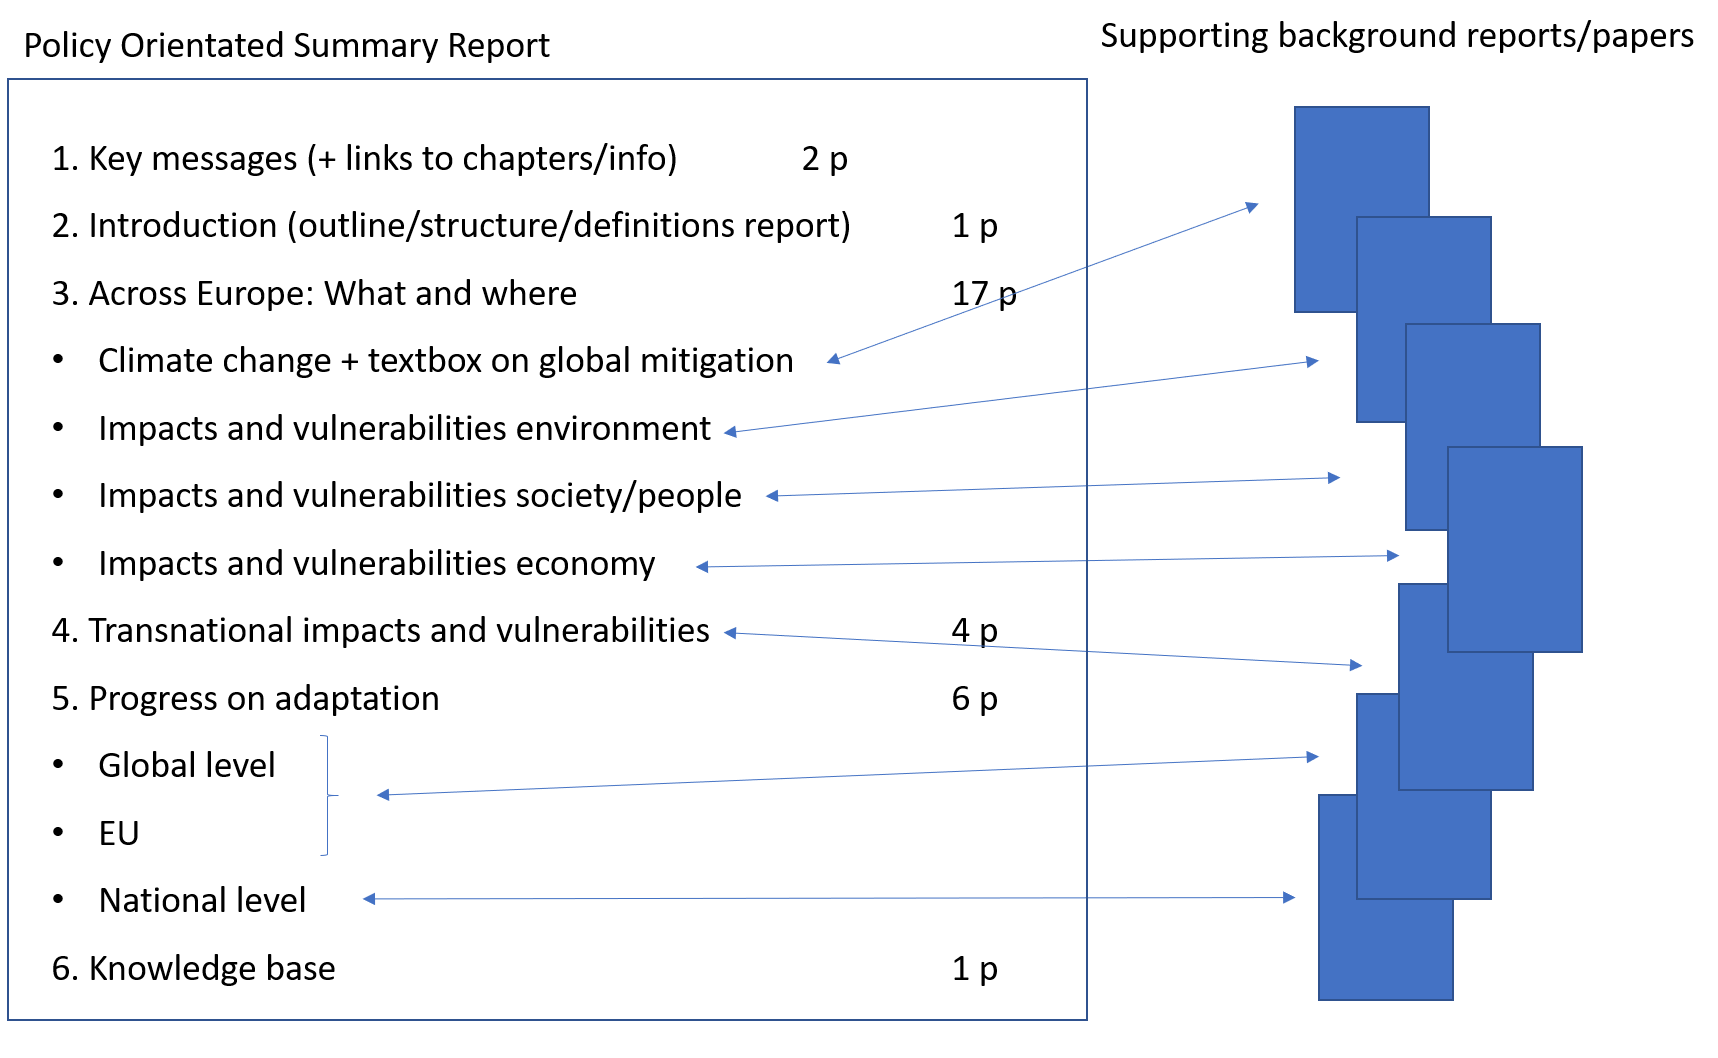 Policy Orientated Summary Report
Supporting background reports/papers
1. Key messages (+ links to chapters/info) 2 p
2. Introduction (outline/structure/definitions report) 1 p
3. Across Europe: What and where 17 p
• Climate change + textbox on global mitigation
• Impacts and vulnerabilities environment
• Impacts and vulnerabilities society/people
• Impacts and vulnerabilities economy
4. Transnational impacts and vulnerabilities 4 p
5. Progress on adaptation 6 p
• Global level
• EU
• National level
6. Knowledge base 1 p